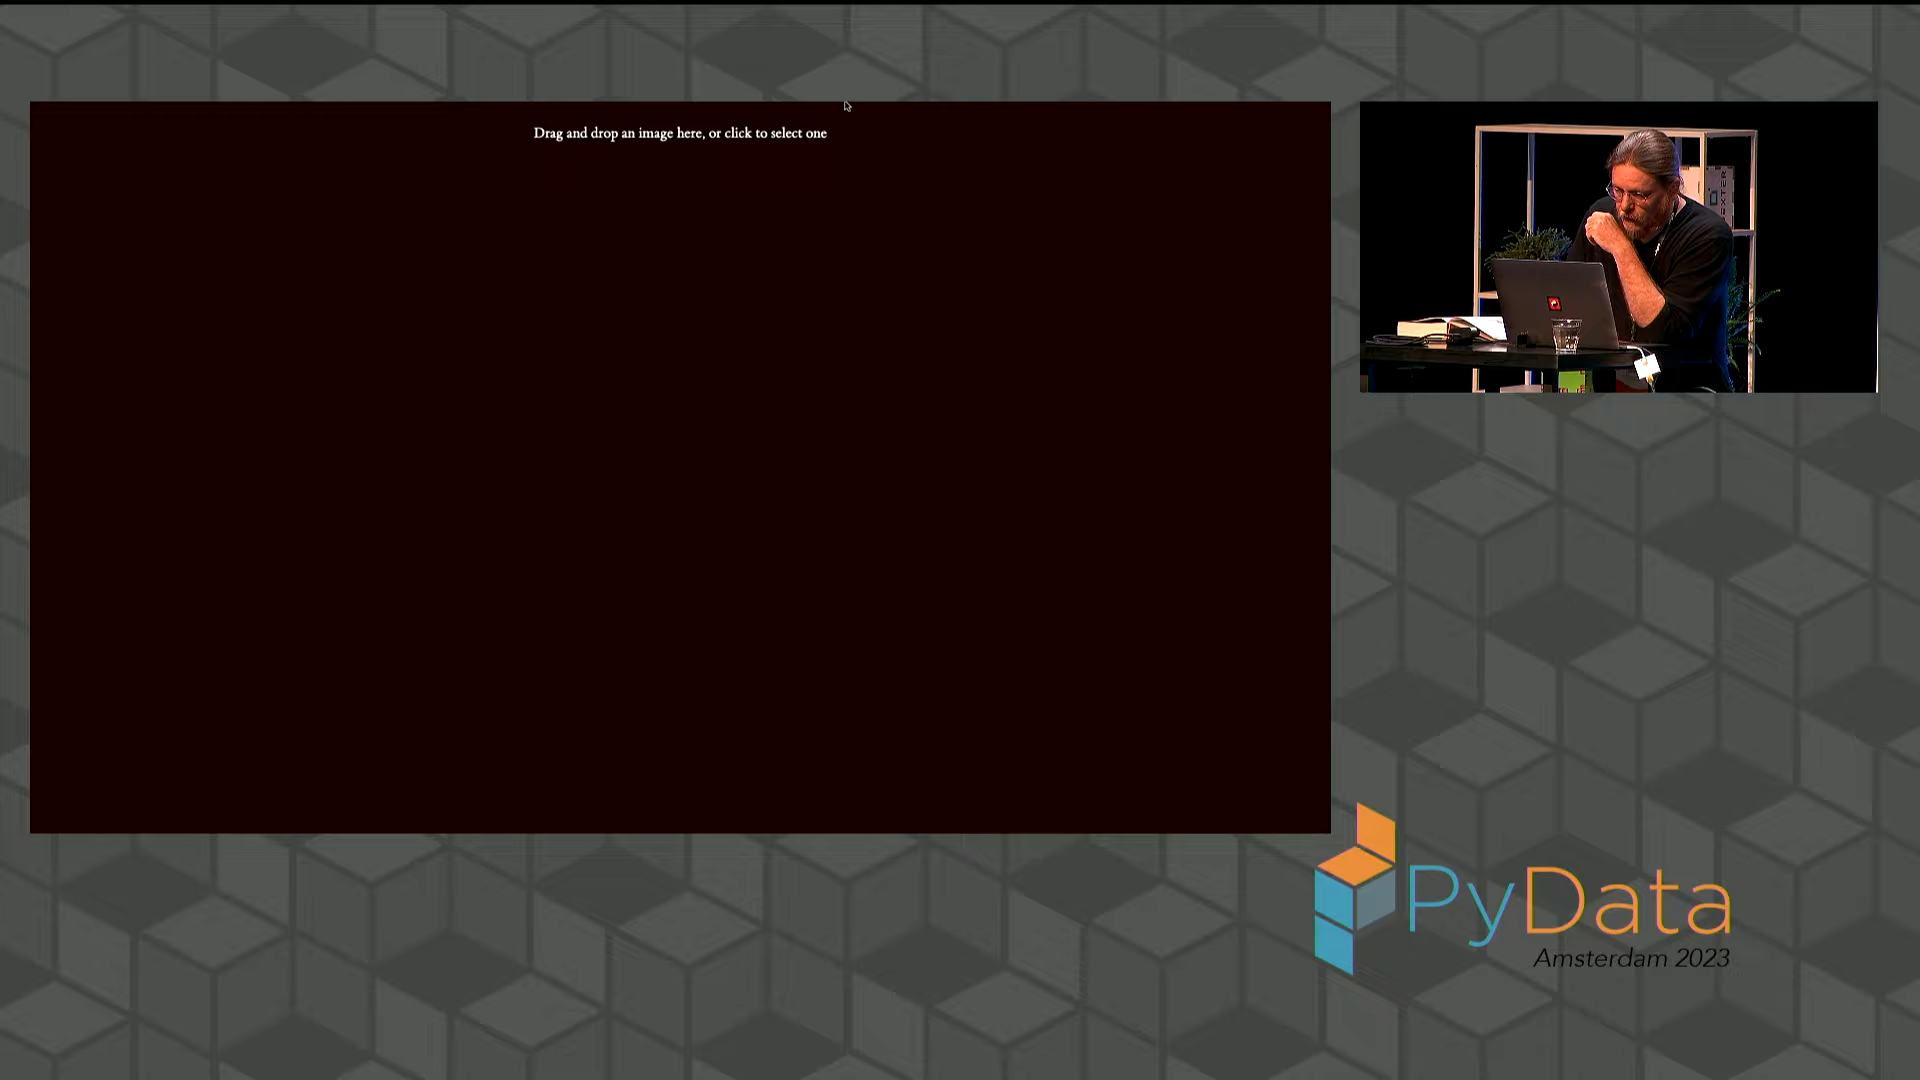 Drag and drop an image here, or click to select one
PyData
Amsterdam 2023